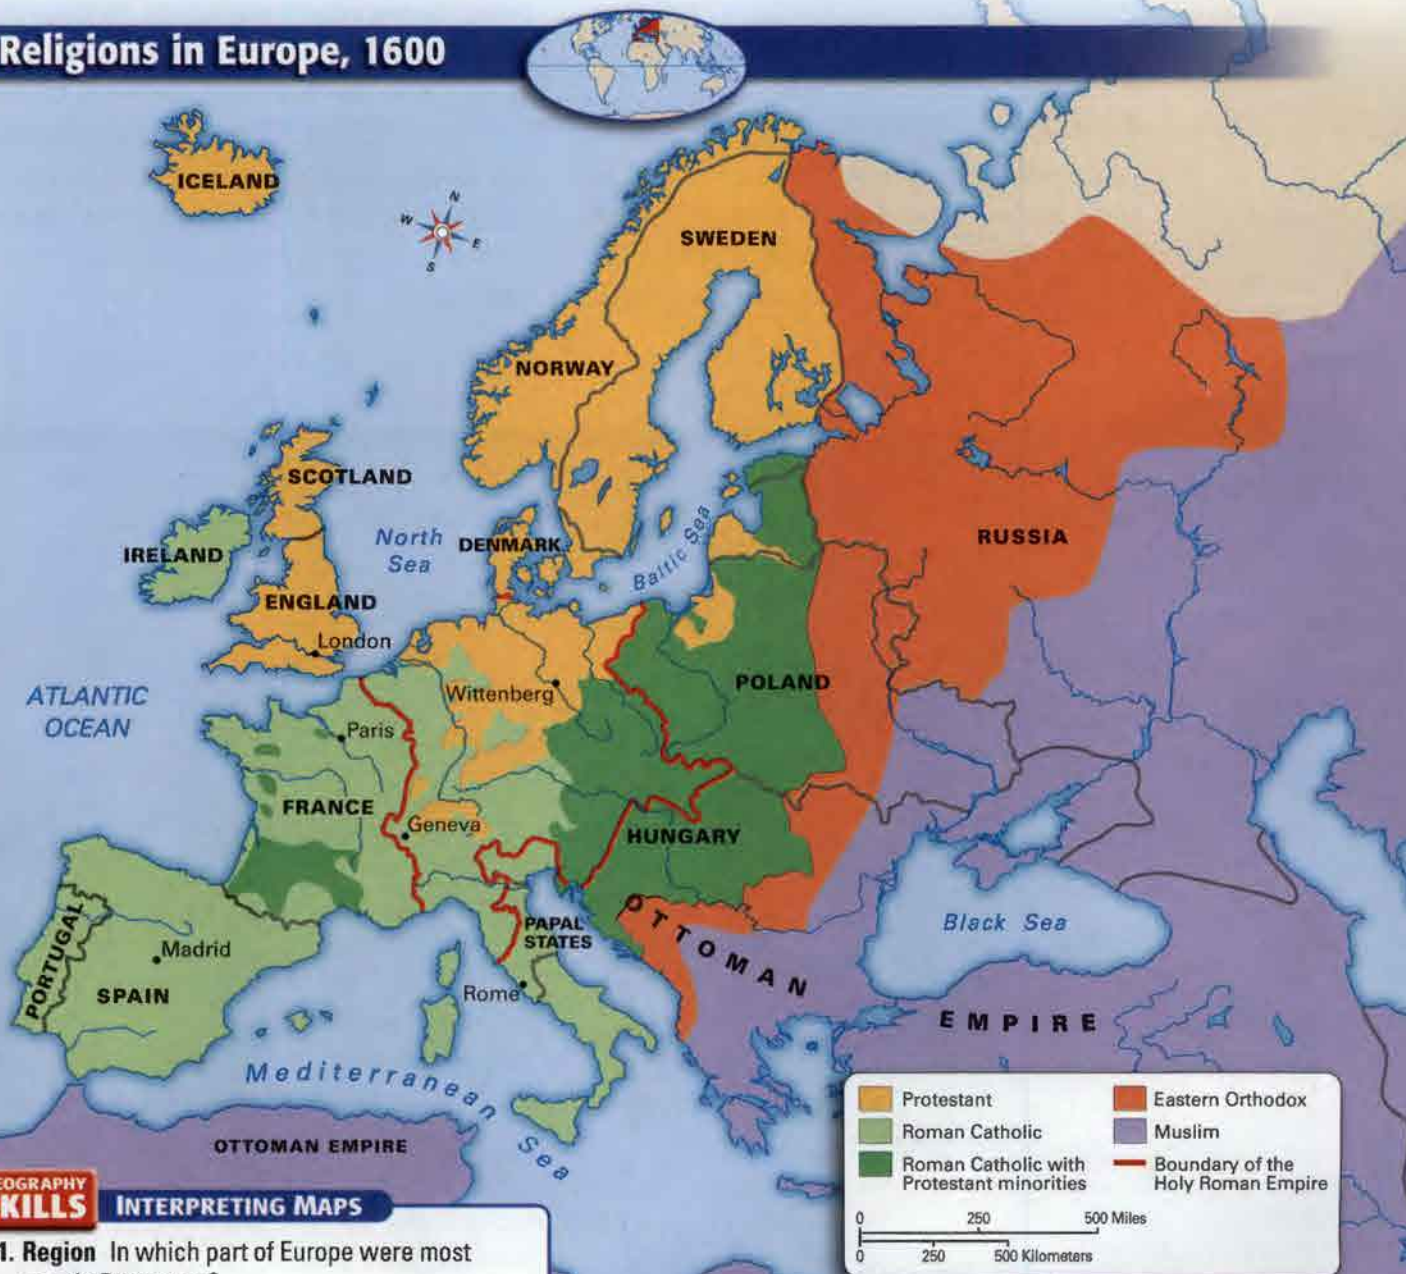 Religions in Europe, 1600
ICELAND
N
W
E
S
SWEDEN
NORWAY
SCOTLAND
North
Sea
DENMARK
Baltic Sea
IRELAND
RUSSIA
ENGLAND
London
ATLANTIC
OCEAN
Wittenberg
POLAND
Paris
FRANCE
Geneva
HUNGARY
PORTUGAL
Madrid
SPAIN
PAPAL
STATES
Rome
OTTOMAN
EMPIRE
Black Sea
Mediterranean Sea
OTTOMAN EMPIRE
Protestant
Roman Catholic
Roman Catholic with
Protestant minorities
Eastern Orthodox
Muslim
Boundary of the
Holy Roman Empire
0 250 500 Miles
0 250 500 Kilometers
EOGRAPHY
KILLS
INTERPRETING MAPS
1. Region In which part of Europe were most